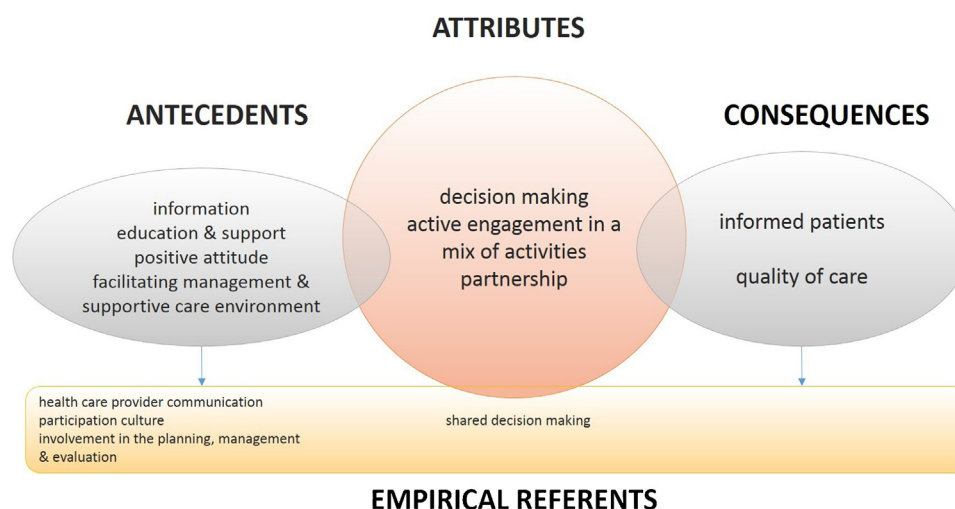 ATTRIBUTES
ANTECEDENTS
CONSEQUENCES
information
education & support
positive attitude
facilitating management &
supportive care environment
decision making
active engagement in a
mix of activities
partnership
informed patients
quality of care
health care provider communication
participation culture
involvement in the planning, management
& evaluation
shared decision making
EMPIRICAL REFERENTS